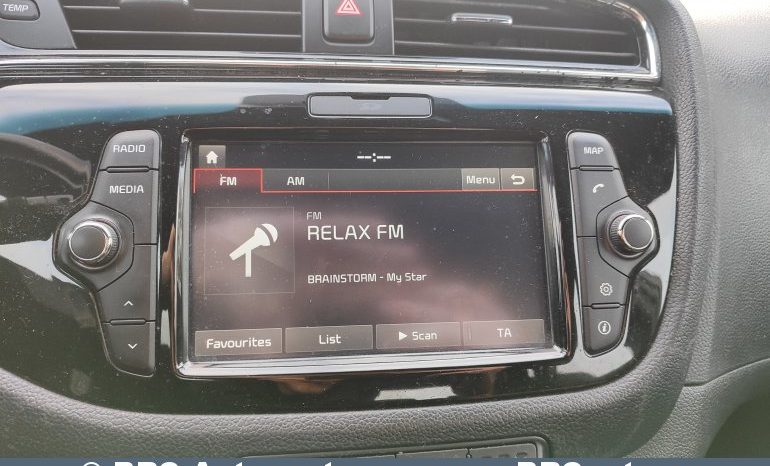 TEMP
RADIO
MEDIA
MAP
--:--
FM AM Menu
FM
RELAX FM
BRAINSTORM - My Star
Favourites List Scan TA